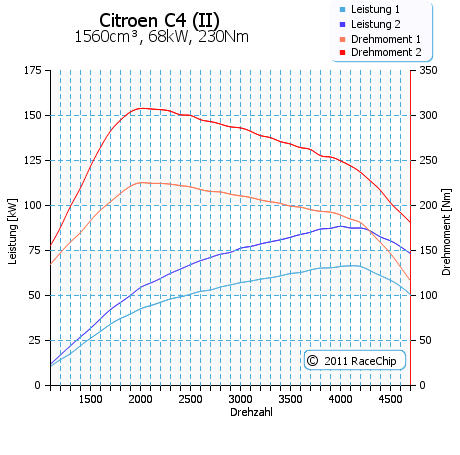 Citroen C4 (II)
1560cm³, 68kW, 230Nm
Leistung 1
Leistung 2
Drehmoment 1
Drehmoment 2
Leistung [kW]
175
150
125
100
75
50
25
0
350
300
250
200
150
100
50
0
Drehmoment [Nm]
© 2011 RaceChip
1500 2000 2500 3000 3500 4000 4500
Drehzahl